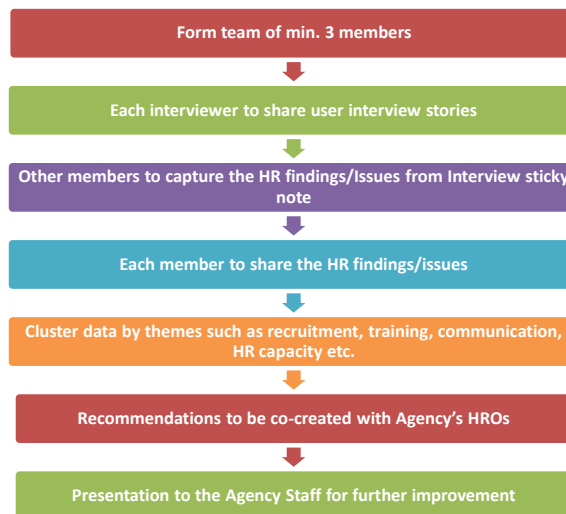 Form team of min. 3 members
Each interviewer to share user interview stories
Other members to capture the HR findings/Issues from Interview sticky
note
Each member to share the HR findings/issues
Cluster data by themes such as recruitment, training, communication,
HR capacity etc.
Recommendations to be co-created with Agency's HROs
Presentation to the Agency Staff for further improvement